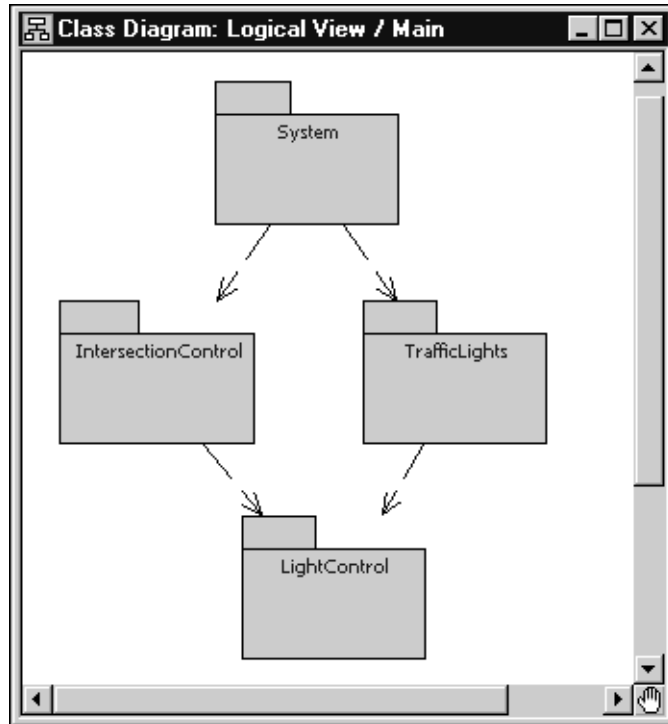 Class Diagram: Logical View / Main
System
IntersectionControl
TrafficLights
LightControl